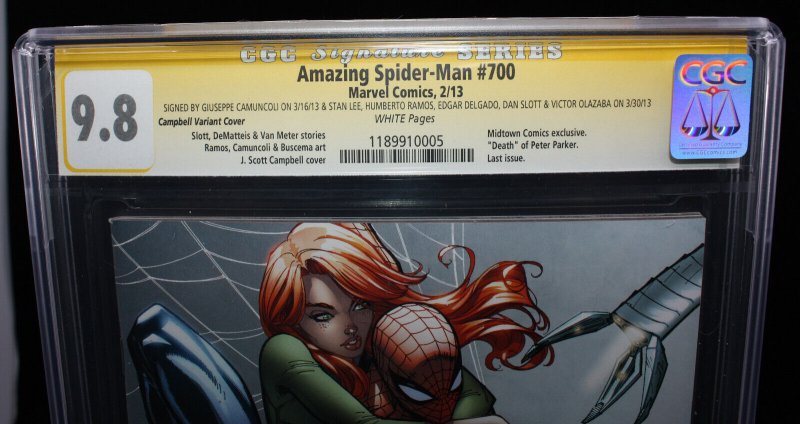 CGC Signature SERIES
9.8
Amazing Spider-Man #700
Marvel Comics, 2/13
SIGNED BY GIUSEPPE CAMUNCOLI ON 3/16/13 & STAN LEE, HUMBERTO RAMOS, EDGAR DELGADO, DAN SLOTT & VICTOR OLAZABA ON 3/30/13
Campbell Variant Cover
WHITE Pages
Slott, DeMatteis & Van Meter stories
Ramos, Camuncoli & Buscema art
J. Scott Campbell cover
1189910005
Midtown Comics exclusive.
"Death" of Peter Parker.
Last issue.
CGC
www.CGCcomics.com